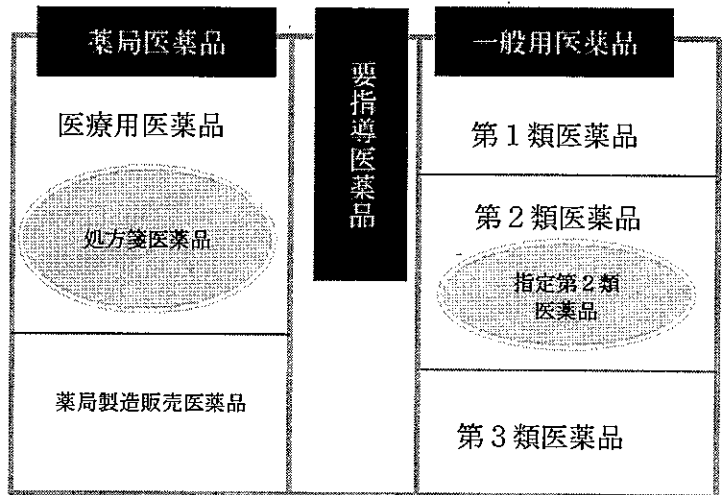 薬局医薬品
医療用医薬品
処方箋医薬品
薬局製造販売医薬品
要指導医薬品
一般用医薬品
第1類医薬品
第2類医薬品
指定第2類
医薬品
第3類医薬品